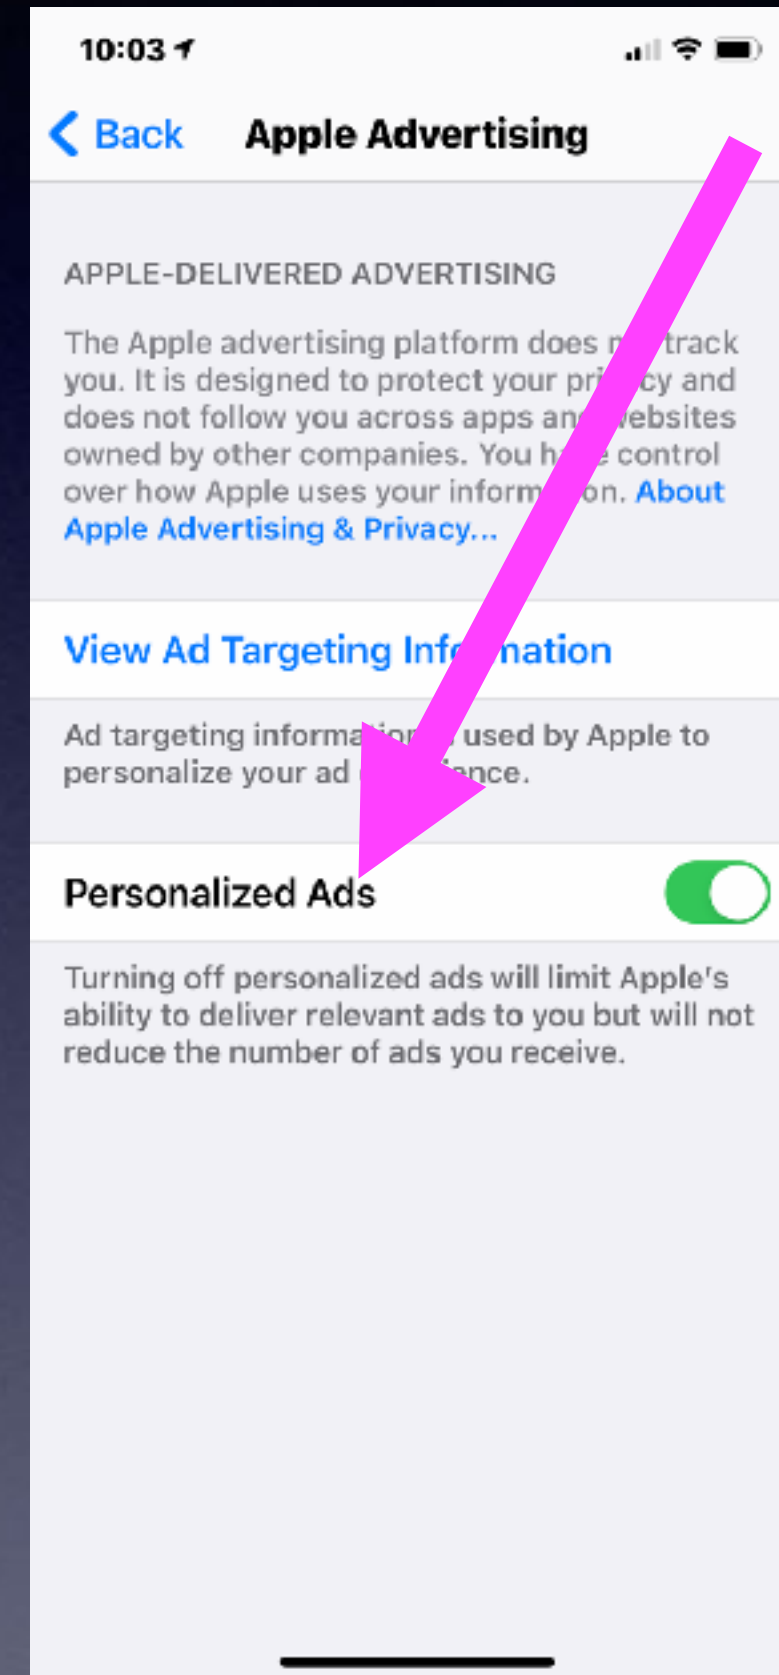 10:03
Back
Apple Advertising
APPLE-DELIVERED ADVERTISING
The Apple advertising platform does track
you. It is designed to protect your and
does not follow you across apps
owned by other companies. You control
over how Apple uses your About
Apple Advertising & Privacy...
View Ad Targeting Information
Ad targeting used by Apple to
personalize your ad
Personalized Ads
Turning off personalized ads will limit Apple's
ability to deliver relevant ads to you but will not
reduce the number of ads you receive.